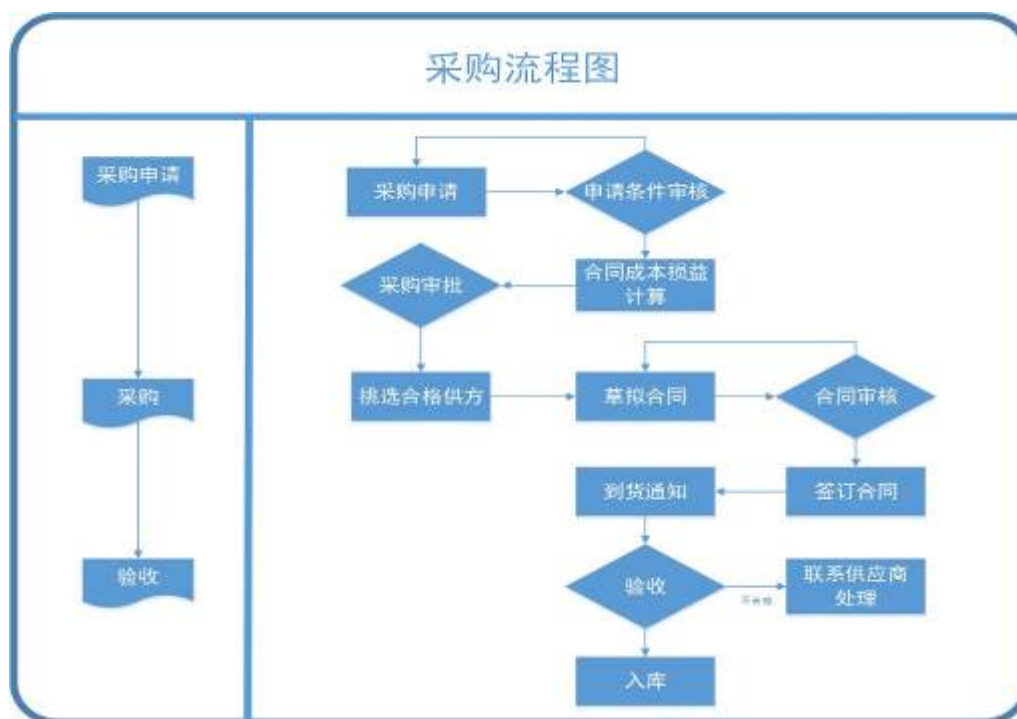 采购流程图
采购申请
采购
验收
采购申请
申请条件审核
采购审批
合同成本损益
计算
挑选合格供方
草拟合同
合同审核
到货通知
签订合同
验收
不合格
联系供应商
处理
入库